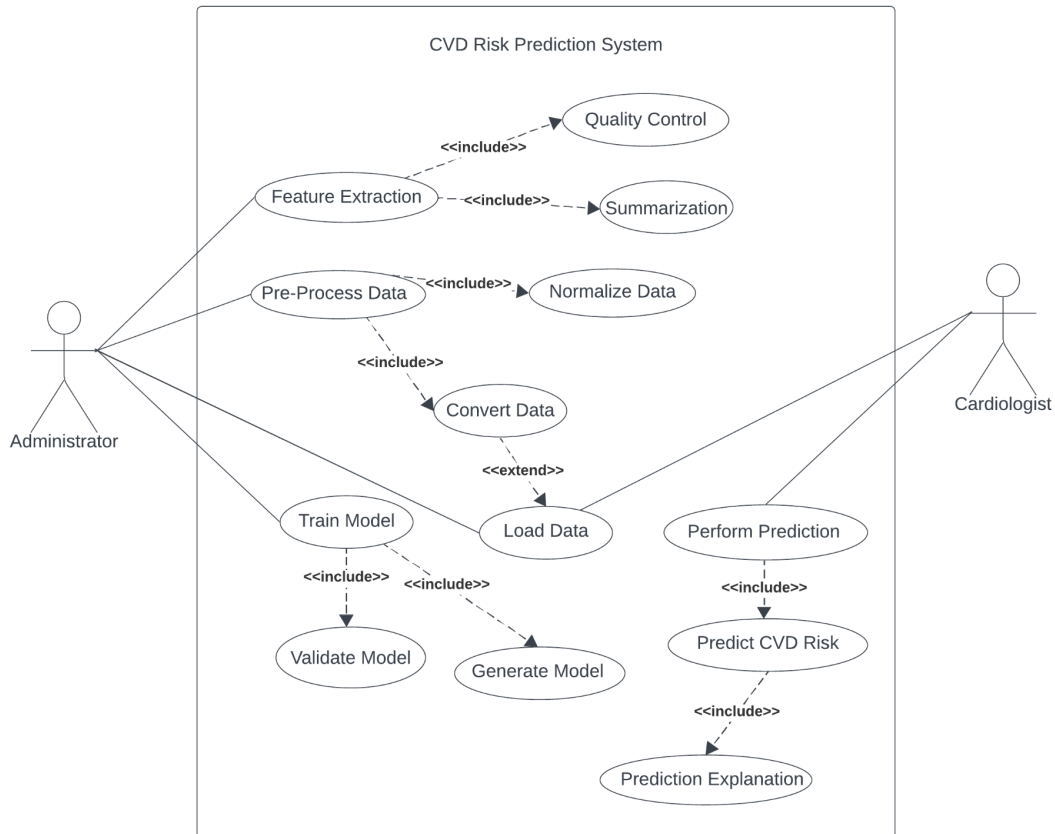 CVD Risk Prediction System
Quality Control
<<include>>
Feature Extraction
<<include>>
Summarization
Pre-Process Data
<<include>>
Normalize Data
<<include>>
Convert Data
Administrator
Cardiologist
<<extend>>
Train Model
Load Data
Perform Prediction
<<include>>
<<include>>
<<include>>
Validate Model
Generate Model
Predict CVD Risk
<<include>>
Prediction Explanation